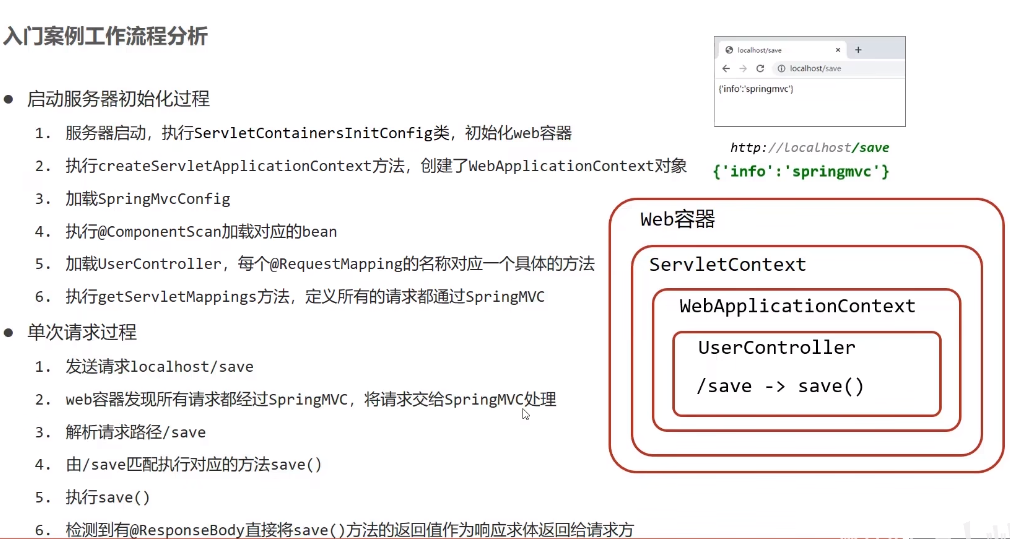 入门案例工作流程分析
● 启动服务器初始化过程
1. 服务器启动，执行ServletContainersInitConfig类，初始化web容器
2. 执行createServletApplicationContext方法，创建了WebApplicationContext对象
3. 加载SpringMvcConfig
4. 执行@ComponentScan加载对应的bean
5. 加载UserController，每个@RequestMapping的名称对应一个具体的方法
6. 执行getServletMappings方法，定义所有的请求都通过SpringMVC
● 单次请求过程
1. 发送请求localhost/save
2. web容器发现所有请求都经过SpringMVC，将请求交给SpringMVC处理
3. 解析请求路径/save
4. 由/save匹配执行对应的方法save()
5. 执行save()
6. 检测到有@ResponseBody直接将save()方法的返回值作为响应求体返回给请求方
localhost/save
localhost/save
{'info':'springmvc'}
http://localhost/save
{'info':'springmvc'}
Web容器
ServletContext
WebApplicationContext
UserController
/save -> save()